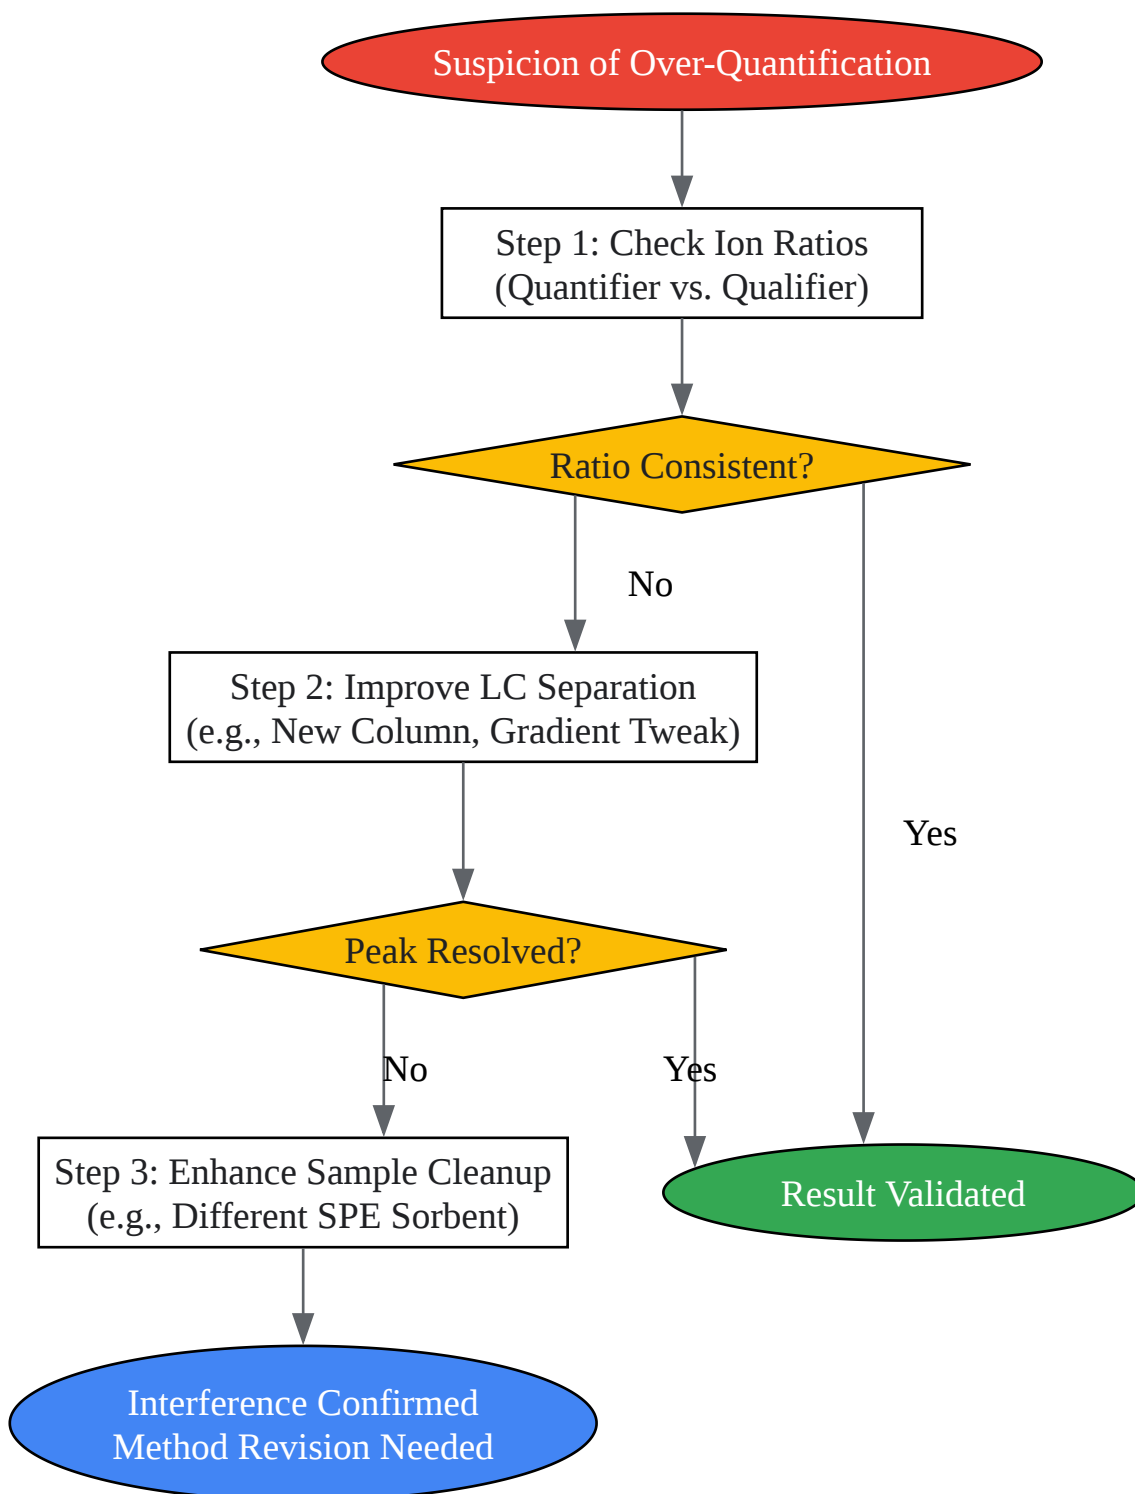 Suspicion of Over-Quantification
Step 1: Check Ion Ratios
(Quantifier vs. Qualifier)
Ratio Consistent?
No
Step 2: Improve LC Separation
(e.g., New Column, Gradient Tweak)
Yes
Peak Resolved?
No
Yes
Step 3: Enhance Sample Cleanup
(e.g., Different SPE Sorbent)
Result Validated
Interference Confirmed
Method Revision Needed